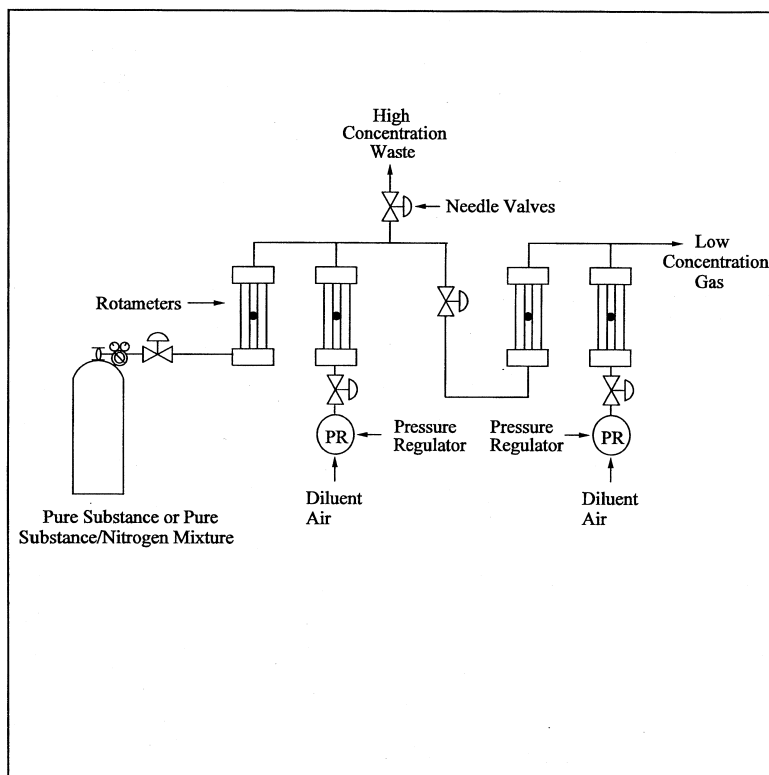 High
Concentration
Waste
Needle Valves
Low
Concentration
Gas
Rotameters
PR
Pressure
Regulator
Pressure
Regulator
PR
Diluent
Air
Diluent
Air
Pure Substance or Pure
Substance/Nitrogen Mixture